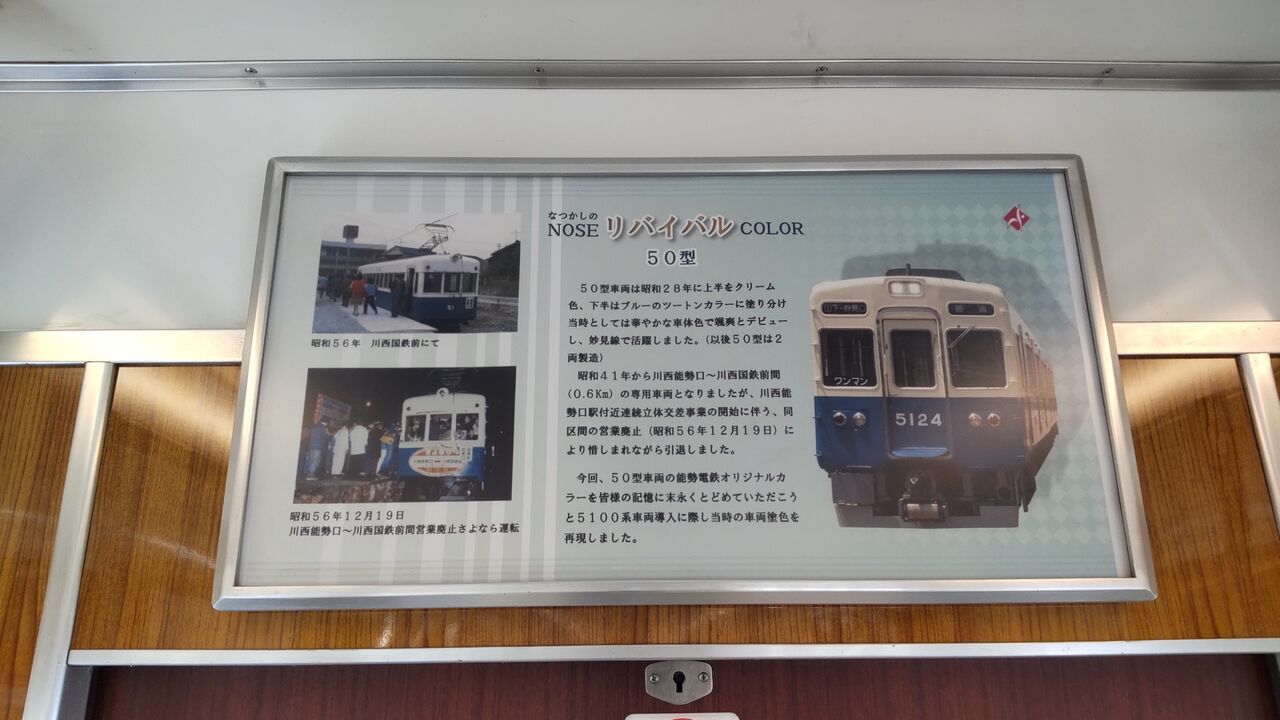 なつかしの
NOSE リバイバル COLOR
50型
50型車両は昭和28年に上半をクリーム
色、下半はブルーのツートンカラーに塗り分け
当時としては華やかな車体色で颯爽とデビュー
し、妙見線で活躍しました。(以後50型は2
両製造)
昭和41年から川西能勢口～川西国鉄前間
(0.6Km)の専用車両となりましたが、川西能
勢口駅付近連続立体交差事業の開始に伴う、同
区間の営業廃止(昭和56年12月19日)に
より惜しまれながら引退しました。
今回、50型車両の能勢電鉄オリジナルカ
ラーを皆様の記憶に末永くとどめていただこう
と5100系車両導入に際し当時の車両塗色を
再現しました。
51
昭和56年 川西国鉄前にて
昭和56年12月19日
川西能勢口～川西国鉄前間営業廃止さよなら運転
普通
ワンマン
5124